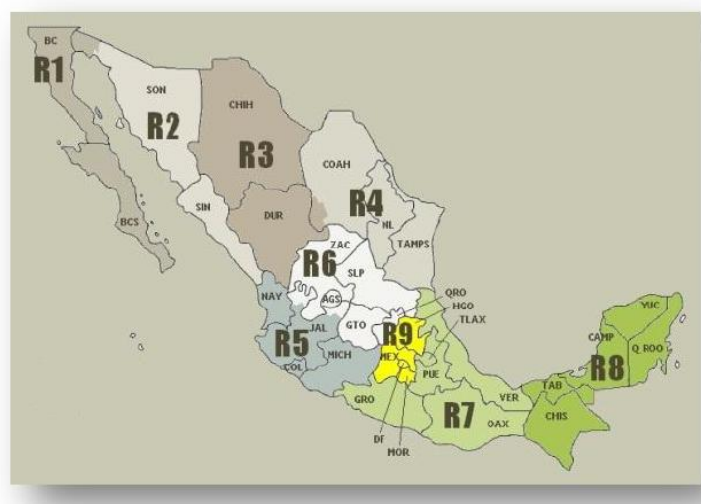 BC
R1
SON
R2
CHIH
R3
COAH
R4
SIN
DUR
NL
BCS
TAMPS
ZAC
R6
SLP
NAY
AGS
QRO
HGO
TLAX
YUC
JAL
GTO
R9
CAMP
R5
MICH
MEX
Q ROO
R8
COL
PUE
TAB
GRO
VER
R7
OAX
CHIS
DF
MOR